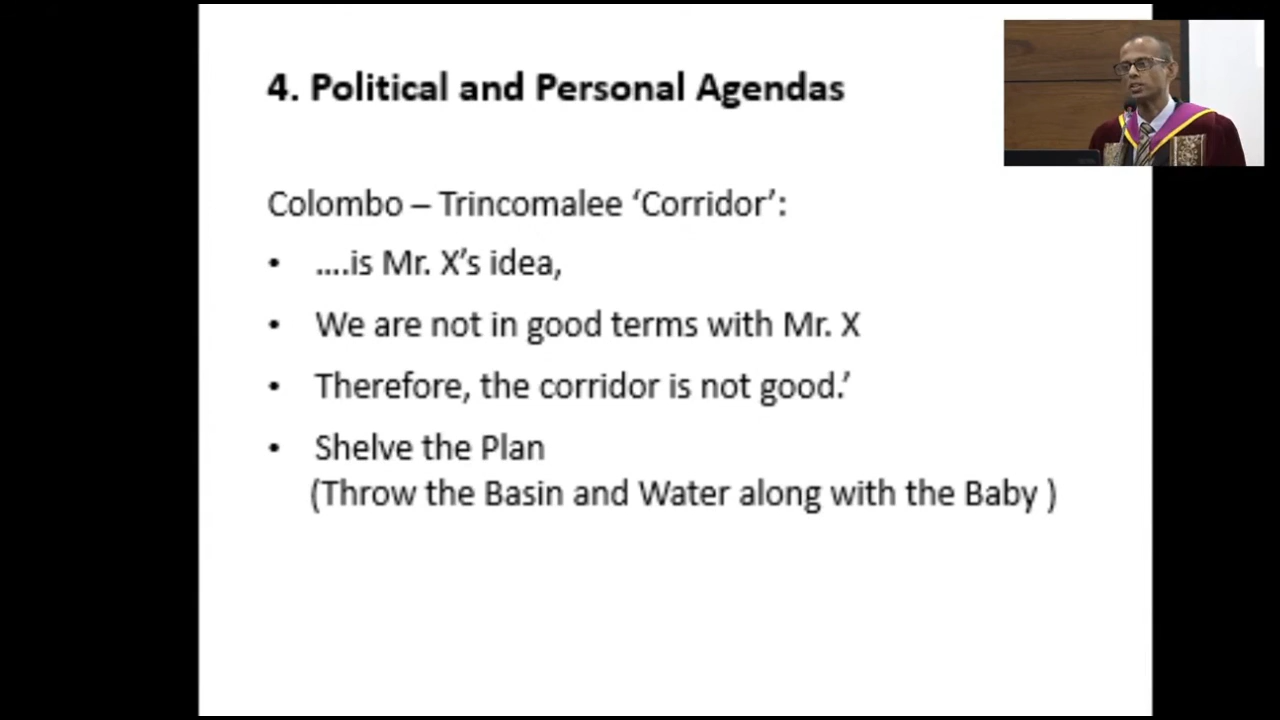 4. Political and Personal Agendas
Colombo – Trincomalee ‘Corridor’:
• ....is Mr. X’s idea,
• We are not in good terms with Mr. X
• Therefore, the corridor is not good.’
• Shelve the Plan
(Throw the Basin and Water along with the Baby )